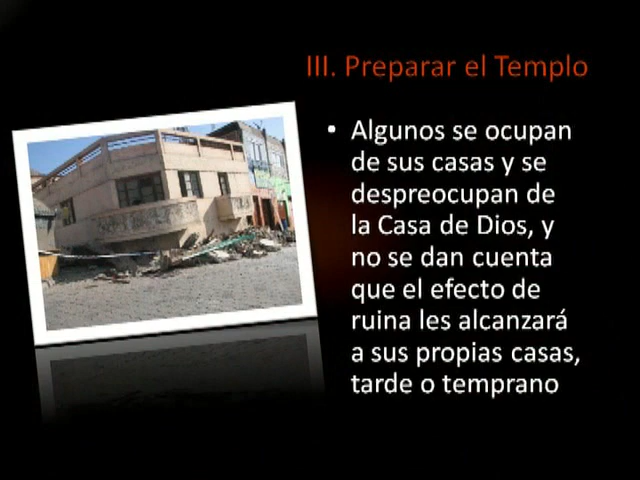 III. Preparar el Templo
• Algunos se ocupan
de sus casas y se
despreocupan de
la Casa de Dios, y
no se dan cuenta
que el efecto de
ruina les alcanzará
a sus propias casas,
tarde o temprano